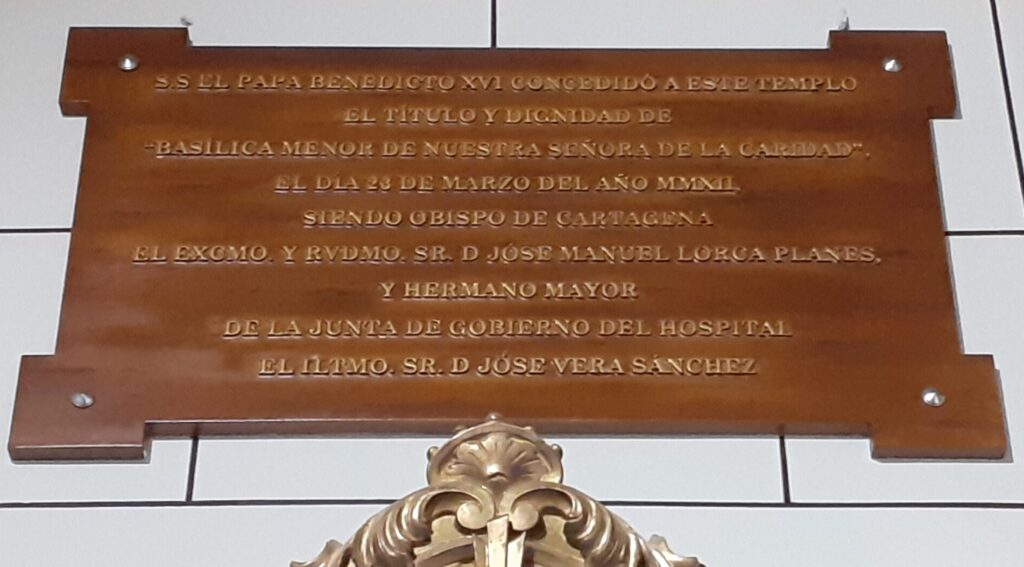 S.S EL PAPA BENEDICTO XVI CONCEDIDÓ A ESTE TEMPLO
EL TÍTULO Y DIGNIDAD DE
"BASÍLICA MENOR DE NUESTRA SEÑORA DE LA CARIDAD",
EL DÍA 23 DE MARZO DEL AÑO MMXII,
SIENDO OBISPO DE CARTAGENA
EL EXCMO. Y RVDMO. SR. D JÓSE MANUEL LORCA PLANES,
Y HERMANO MAYOR
DE LA JUNTA DE GOBIERNO DEL HOSPITAL
EL ILTMO. SR. D JÓSE VERA SÁNCHEZ